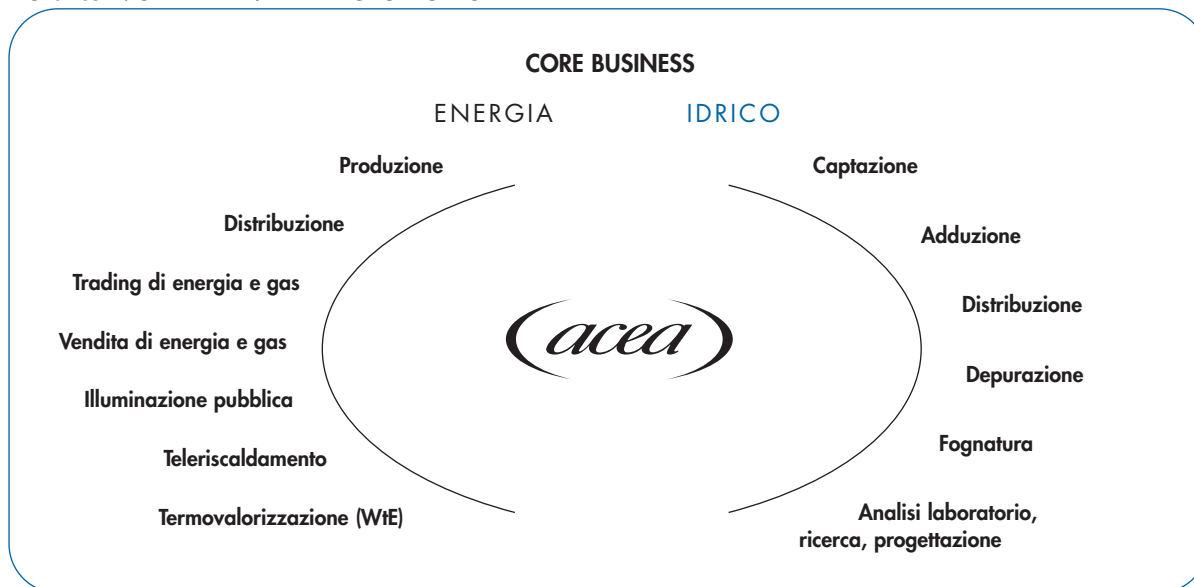 CORE BUSINESS
ENERGIA
IDRICO
Produzione
Distribuzione
Trading di energia e gas
Vendita di energia e gas
Illuminazione pubblica
Teleriscaldamento
Termovalorizzazione (WtE)
acea
Captazione
Adduzione
Distribuzione
Depurazione
Fognatura
Analisi laboratorio,
ricerca, progettazione